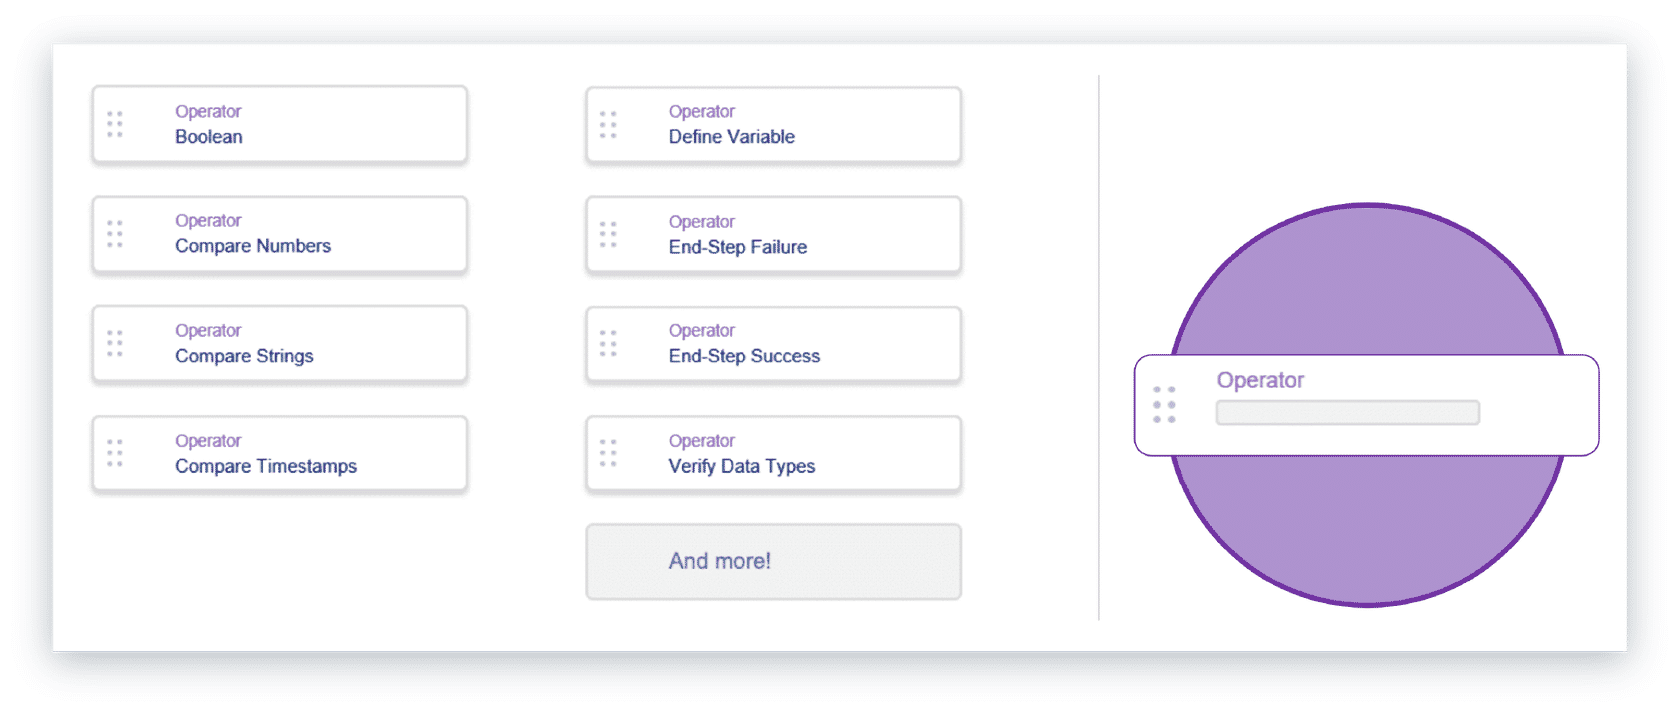 Operator
Boolean
Operator
Compare Numbers
Operator
Compare Strings
Operator
Compare Timestamps
Operator
Define Variable
Operator
End-Step Failure
Operator
End-Step Success
Operator
Verify Data Types
And more!
Operator